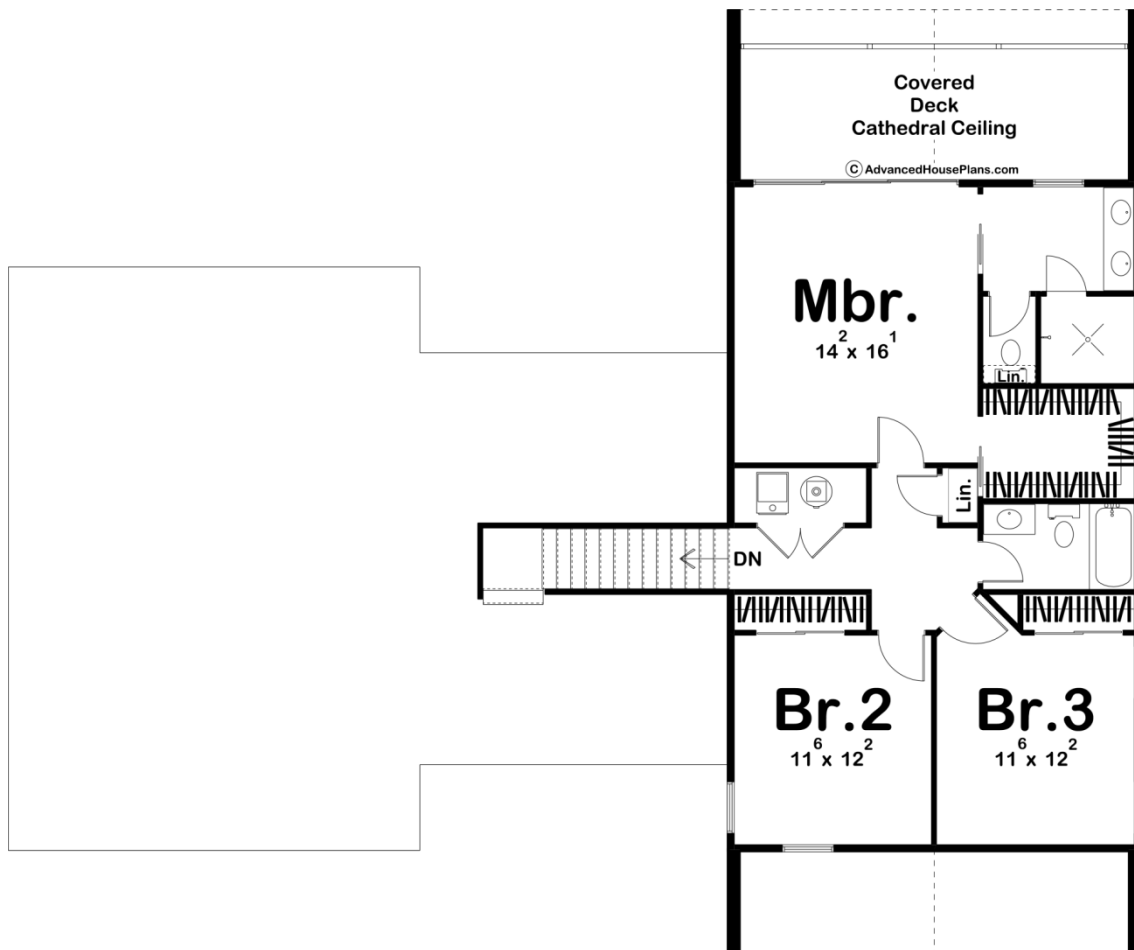 Covered
Deck
Cathedral Ceiling
© AdvancedHousePlans.com
Mbr.
14² x 16¹
Lin.
Lin.
DN
Br.2
11⁶ x 12²
Br.3
11⁶ x 12²